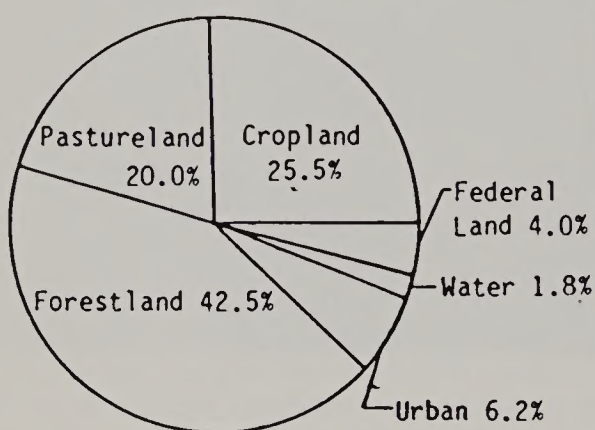 Pastureland
20.0%
Cropland
25.5%
Federal
Land 4.0%
Water 1.8%
Forestland 42.5%
Urban 6.2%